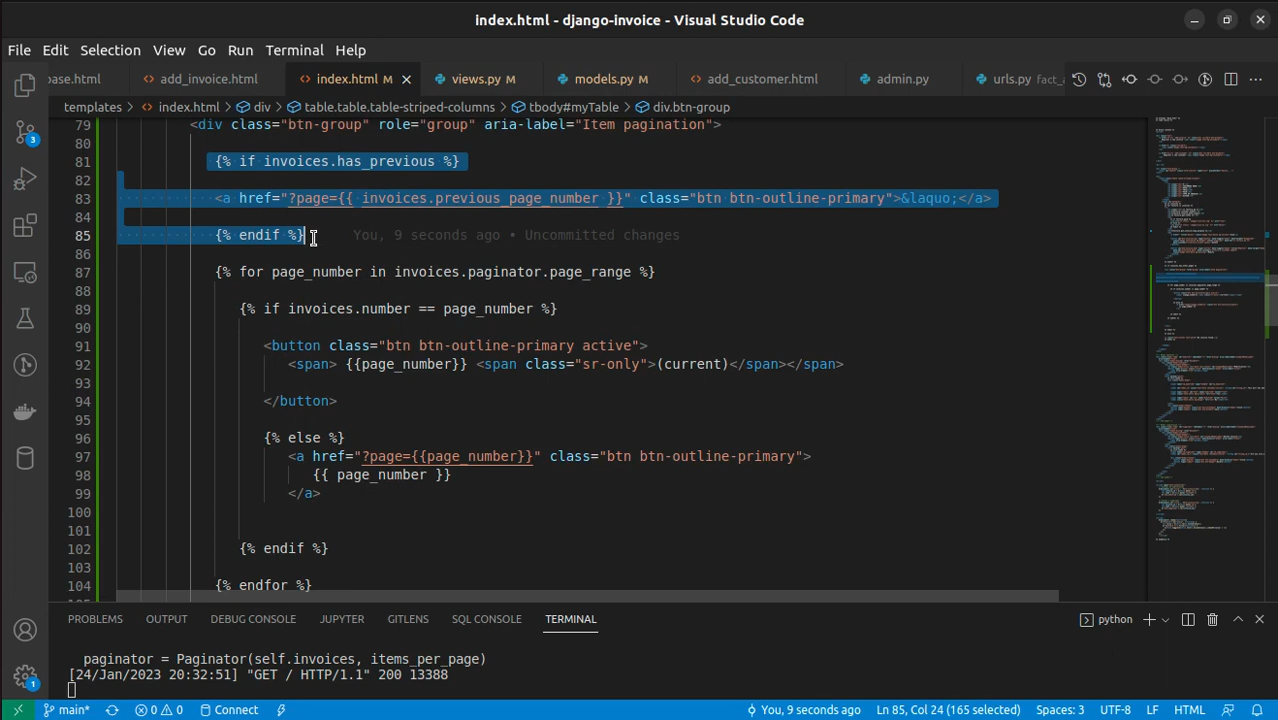 index.html - django-invoice - Visual Studio Code
File Edit Selection View Go Run Terminal Help
base.html add_invoice.html index.html M views.py M models.py M add_customer.html admin.py urls.py fact_a
templates > index.html > div > table.table.table-striped-columns > tbody#myTable > div.btn-group
79 <div class="btn-group" role="group" aria-label="Item pagination">
80
81 {% if invoices.has_previous %}
82
83 <a href="?page={{ invoices.previous_page_number }}" class="btn btn-outline-primary">&laquo;</a>
84
85 {% endif %} You, 9 seconds ago • Uncommitted changes
86
87 {% for page_number in invoices.paginator.page_range %}
88
89 {% if invoices.number == page_number %}
90
91 <button class="btn btn-outline-primary active">
92 <span> {{page_number}} <span class="sr-only">(current)</span></span>
93
94 </button>
95
96 {% else %}
97 <a href="?page={{page_number}}" class="btn btn-outline-primary">
98 {{ page_number }}
99 </a>
100
101
102 {% endif %}
103
104 {% endfor %}
3
1
PROBLEMS OUTPUT DEBUG CONSOLE JUPYTER GITLENS SQL CONSOLE TERMINAL python
paginator = Paginator(self.invoices, items_per_page)
[24/Jan/2023 20:32:51] "GET / HTTP/1.1" 200 13388
main* 0 0 Connect You, 9 seconds ago Ln 85, Col 24 (165 selected) Spaces: 3 UTF-8 LF HTML